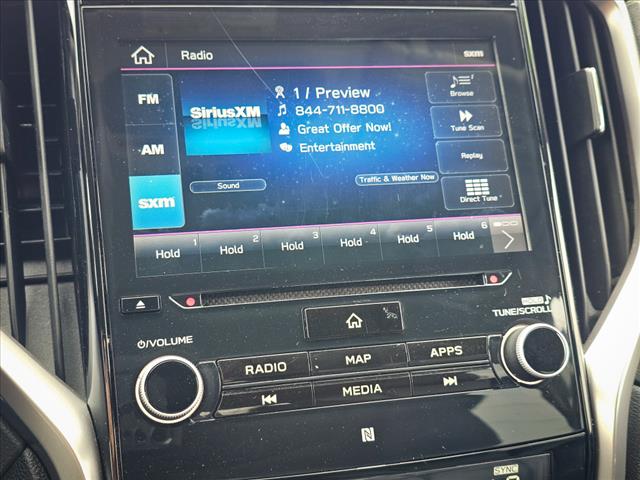 Radio
sxm
FM
AM
sxm
SiriusXM
1 / Preview
844-711-8800
Great Offer Now!
Entertainment
Browse
Tune Scan
Replay
Direct Tune
Sound
Traffic & Weather Now
1 2 3 4 5 6
Hold Hold Hold Hold Hold Hold
VOLUME
TUNE/SCROLL
RADIO MAP APPS
MEDIA
N
SYNC